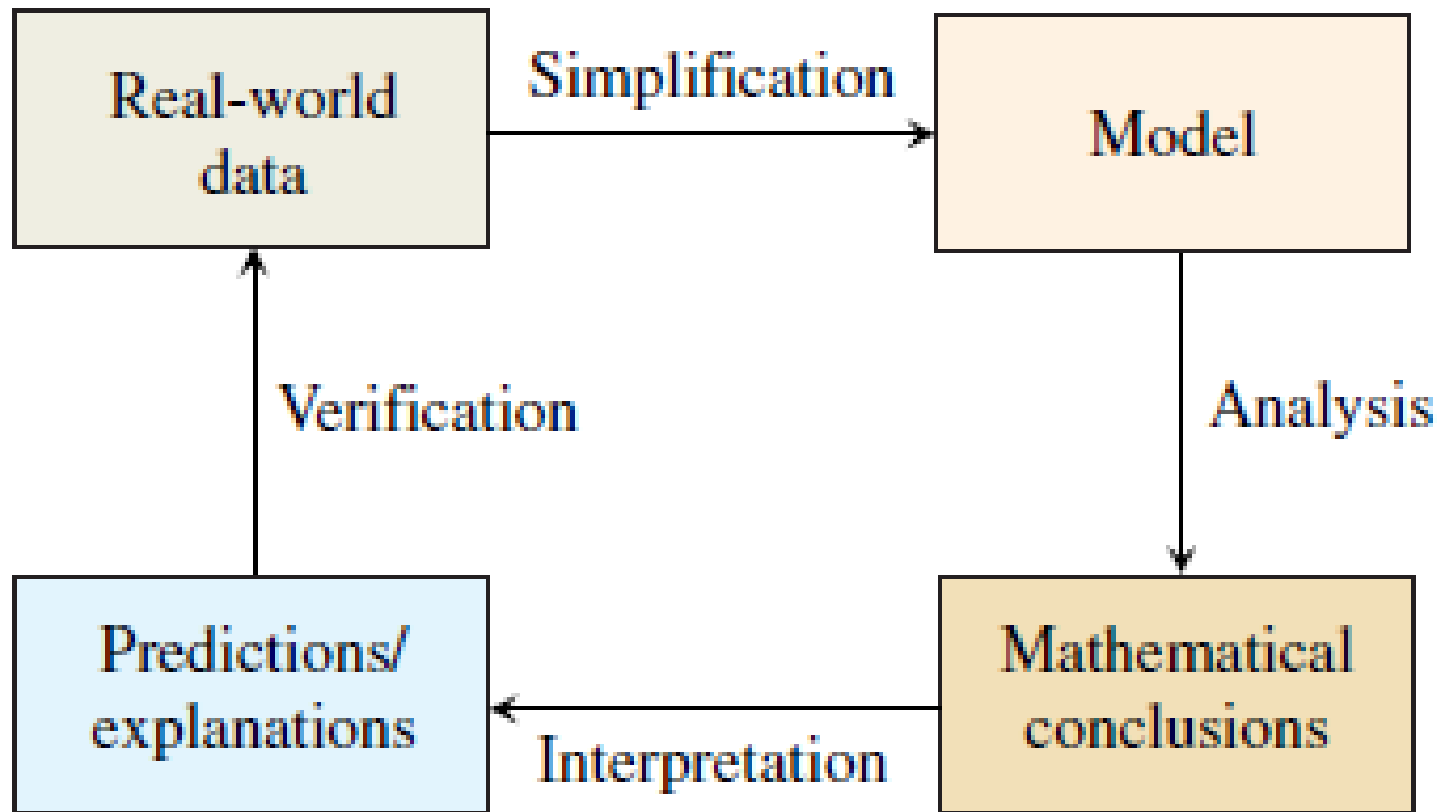 Real-world
data
Simplification
Model
Verification
Analysis
Predictions/
explanations
Interpretation
Mathematical
conclusions